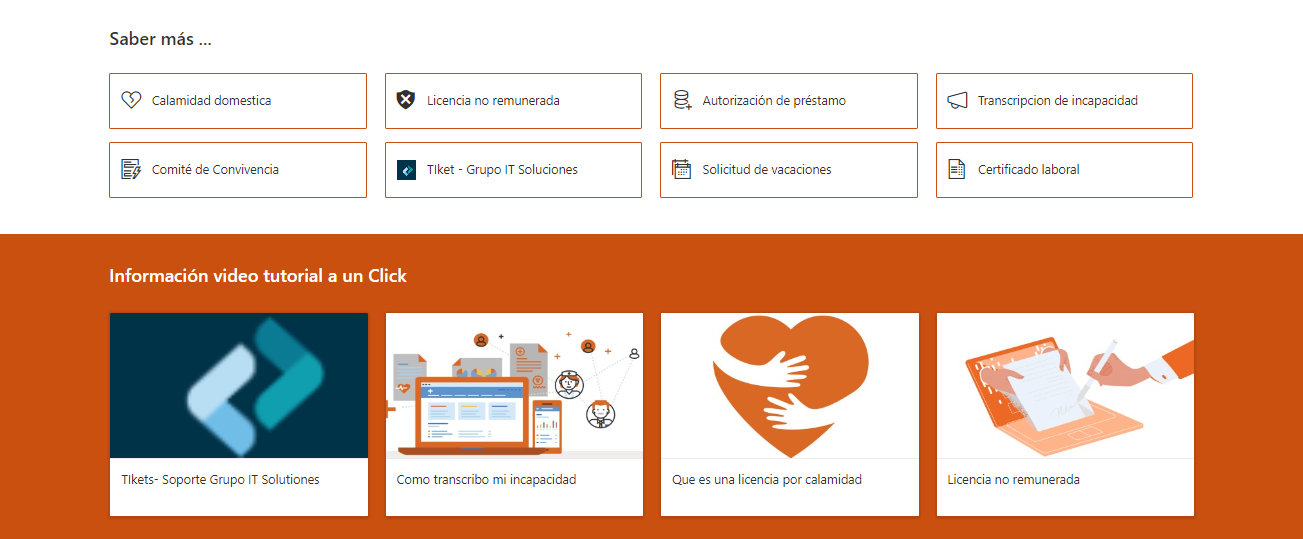 Saber más ...
Calamidad domestica
Licencia no remunerada
Autorización de préstamo
Transcripcion de incapacidad
Comité de Convivencia
TIket - Grupo IT Soluciones
Solicitud de vacaciones
Certificado laboral
Información video tutorial a un Click
TIkets- Soporte Grupo IT Solutiones
Como transcribo mi incapacidad
Que es una licencia por calamidad
Licencia no remunerada